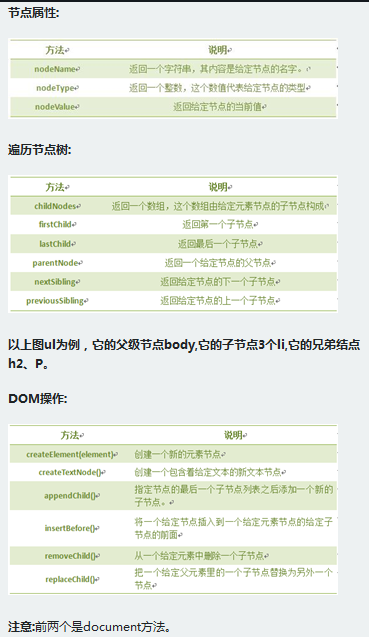 节点属性:
方法 说明
nodeName 返回一个字符串，其内容是给定节点的名字。
nodeType 返回一个整数，这个数值代表给定节点的类型
nodeValue 返回给定节点的当前值
遍历节点树:
方法 说明
childNodes 返回一个数组，这个数组由给定元素节点的子节点构成
firstChild 返回第一个子节点
lastChild 返回最后一个子节点
parentNode 返回一个给定节点的父节点
nextSibling 返回给定节点的下一个子节点
previousSibling 返回给定节点的上一个子节点
以上图ul为例，它的父级节点body,它的子节点3个li,它的兄弟结点
h2、P。
DOM操作:
方法 说明
createElement(element) 创建一个新的元素节点
createTextNode() 创建一个包含着给定文本的新文本节点
appendChild() 指定节点的最后一个子节点列表之后添加一个新的
子节点。
insertBefore() 将一个给定节点插入到一个给定元素节点的给定子
节点的前面
removeChild() 从一个给定元素中删除一个子节点
replaceChild() 把一个给定父元素里的一个子节点替换为另外一个
节点
注意:前两个是document方法。